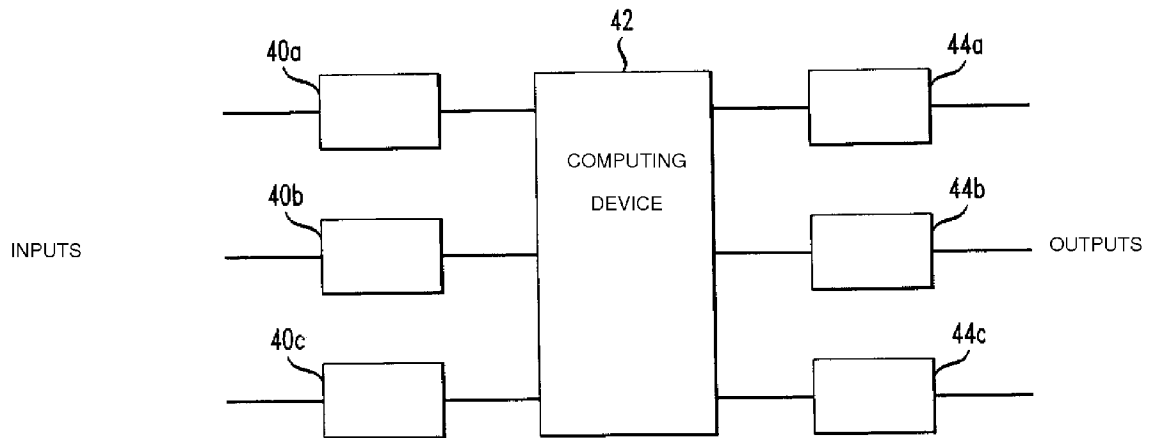 42
40a
44a
COMPUTING
DEVICE
40b
44b
INPUTS
OUTPUTS
40c
44c